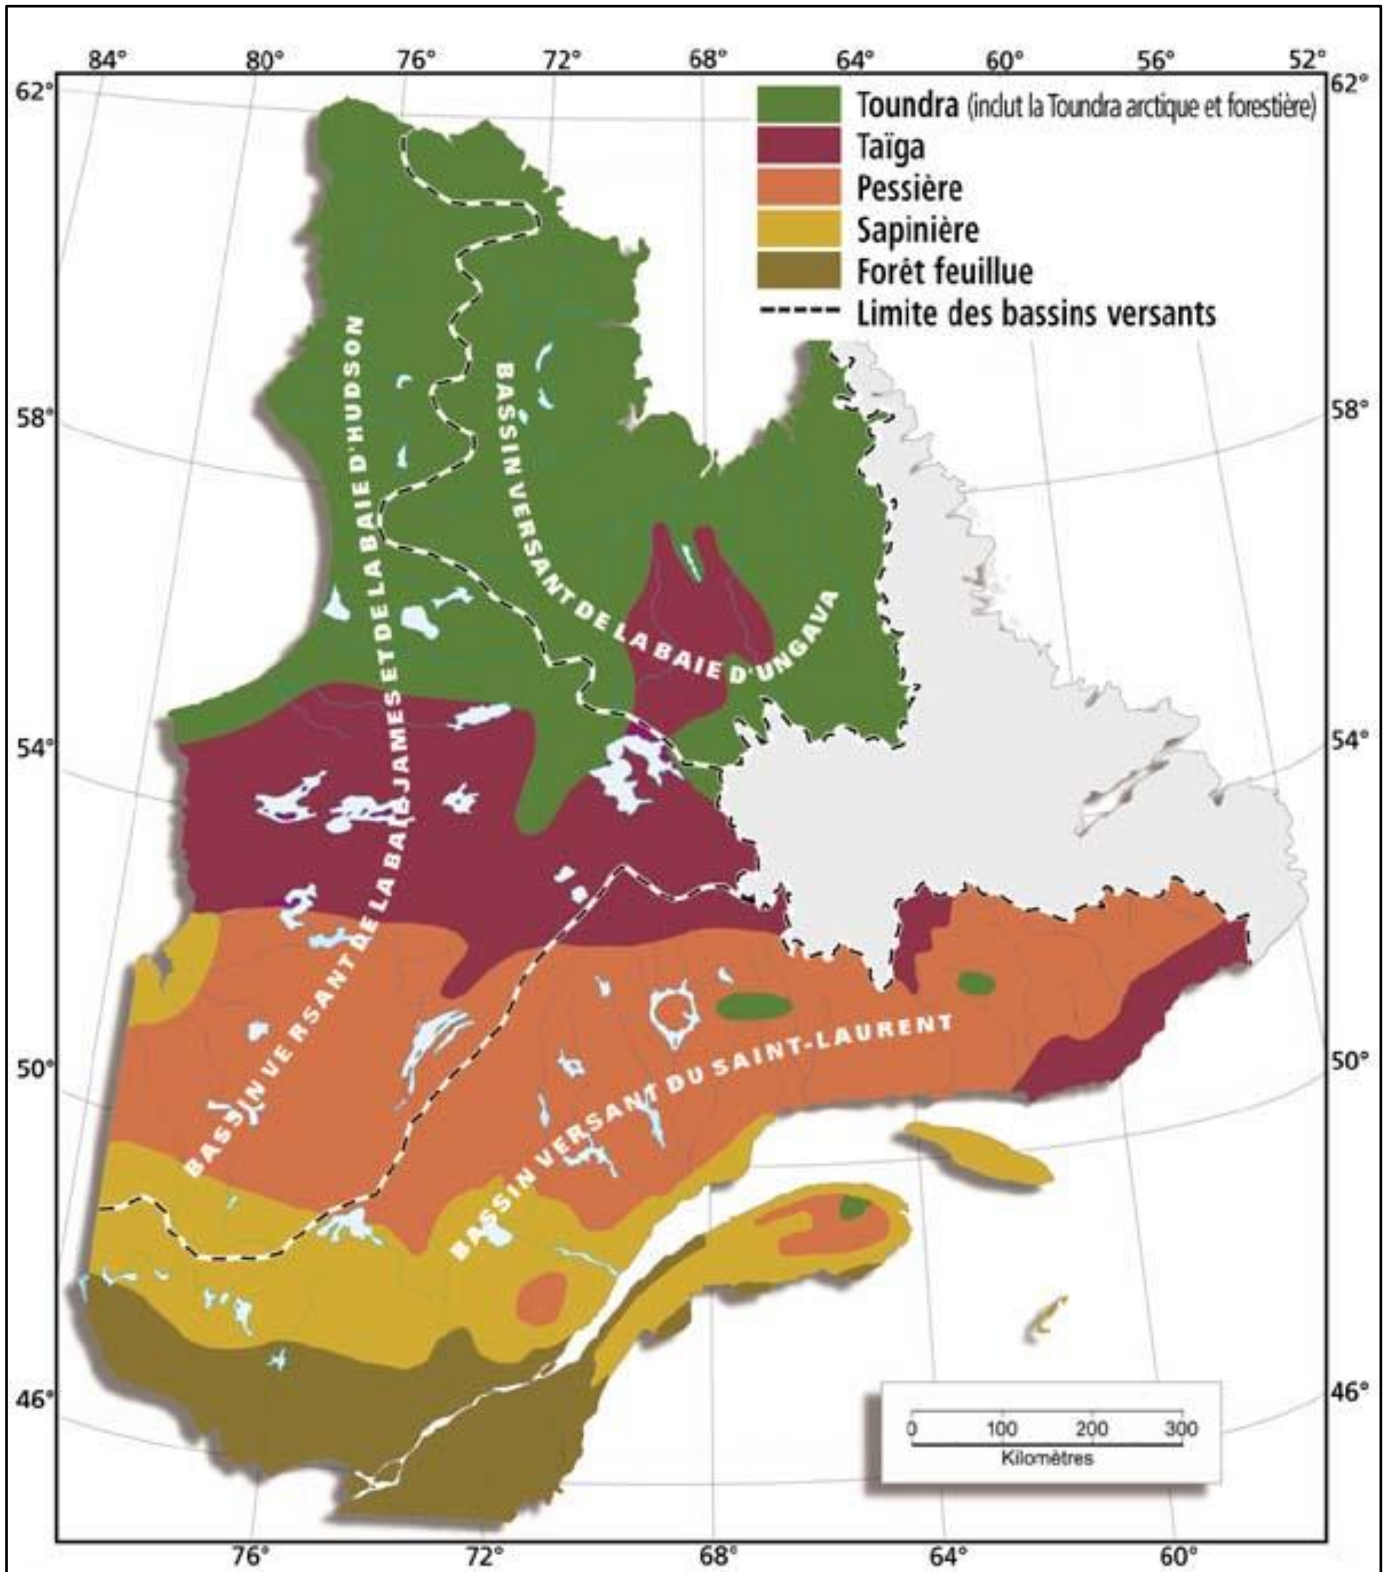 84° 80° 76° 72° 68° 64° 60° 56° 52°
62° 62°
Toundra (inclut la Toundra arctique et forestière)
Taïga
Pessière
Sapinière
Forêt feuillue
Limite des bassins versants
BASSIN VERSANT DE LA BAIE JAMES ET DE LA BAIE D'HUDSON
BASSIN VERSANT DE LA BAIE D'UNGAVA
58° 58°
54° 54°
BASSIN VERSANT DU SAINT-LAURENT
50° 50°
46° 46°
0 100 200 300
Kilomètres
76° 72° 68° 64° 60°